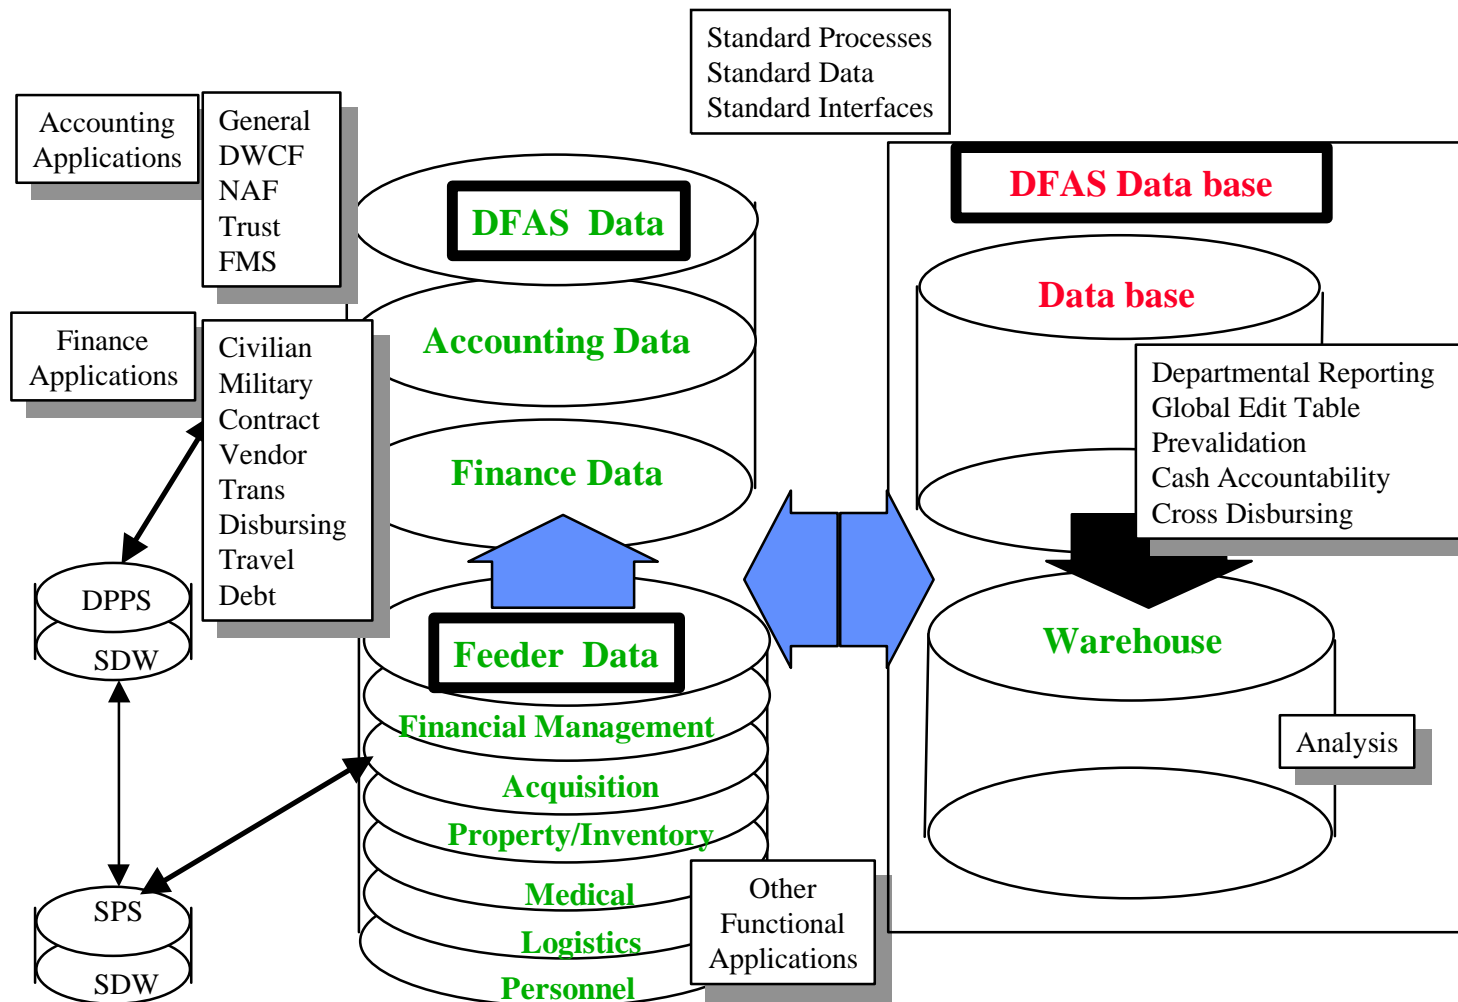 Standard Processes
Standard Data
Standard Interfaces
Accounting
Applications
General
DWCF
NAF
Trust
FMS
DFAS  Data
Accounting Data
Finance Data
Finance
Applications
Civilian
Military
Contract
Vendor
Trans
Disbursing
Travel
Debt
DPPS
SDW
SPS
SDW
Feeder  Data
Financial Management
Acquisition
Property/Inventory
Medical
Logistics
Personnel
Other
Functional
Applications
DFAS Data base
Data base
Departmental Reporting
Global Edit Table
Prevalidation
Cash Accountability
Cross Disbursing
Warehouse
Analysis